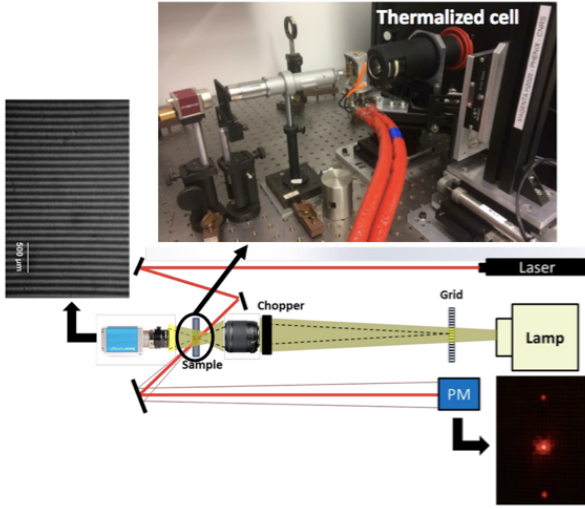 Thermalized cell
500 µm
Laser
Chopper
Grid
Lamp
Sample
PM